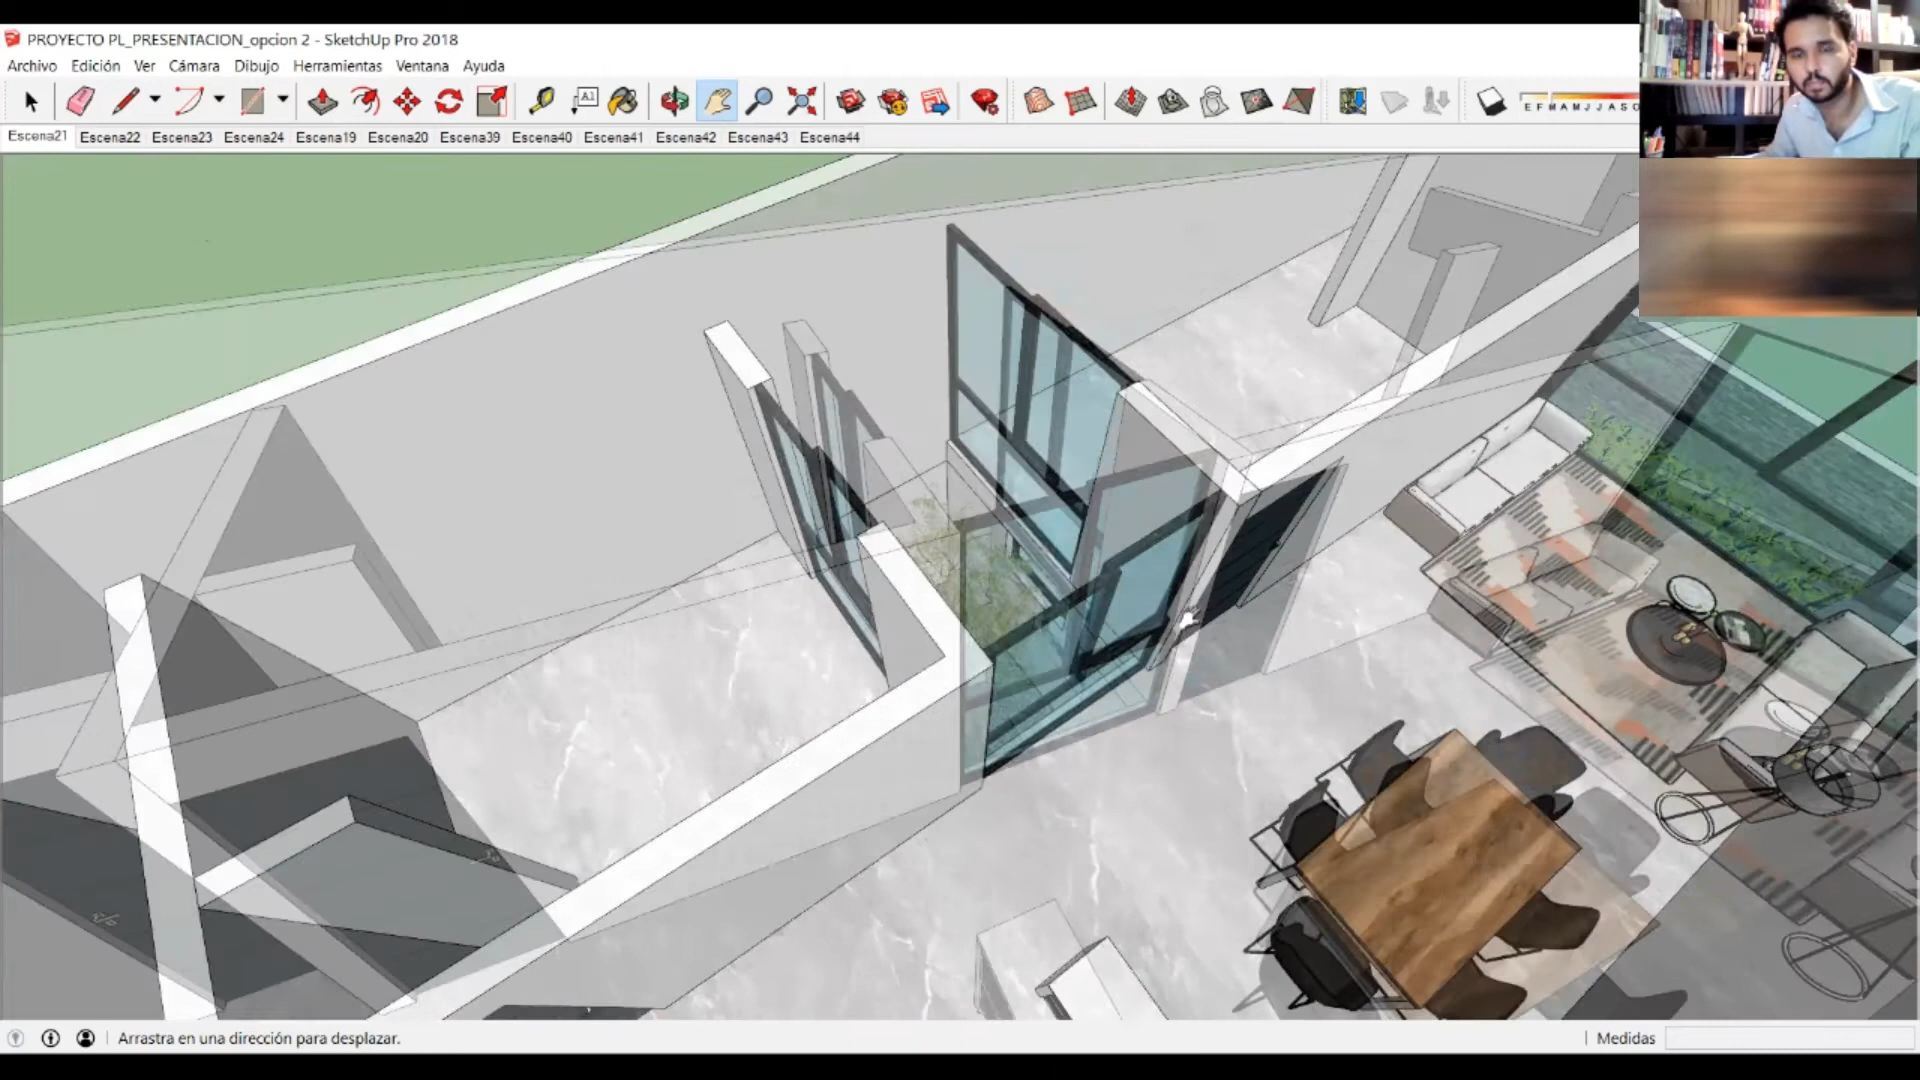 PROYECTO PL_PRESENTACION_opcion 2 - SketchUp Pro 2018
Archivo Edición Ver Cámara Dibujo Herramientas Ventana Ayuda
A1
E F M A M J J A S O
Escena21 Escena22 Escena23 Escena24 Escena19 Escena20 Escena39 Escena40 Escena41 Escena42 Escena43 Escena44
Arrastra en una dirección para desplazar. Medidas